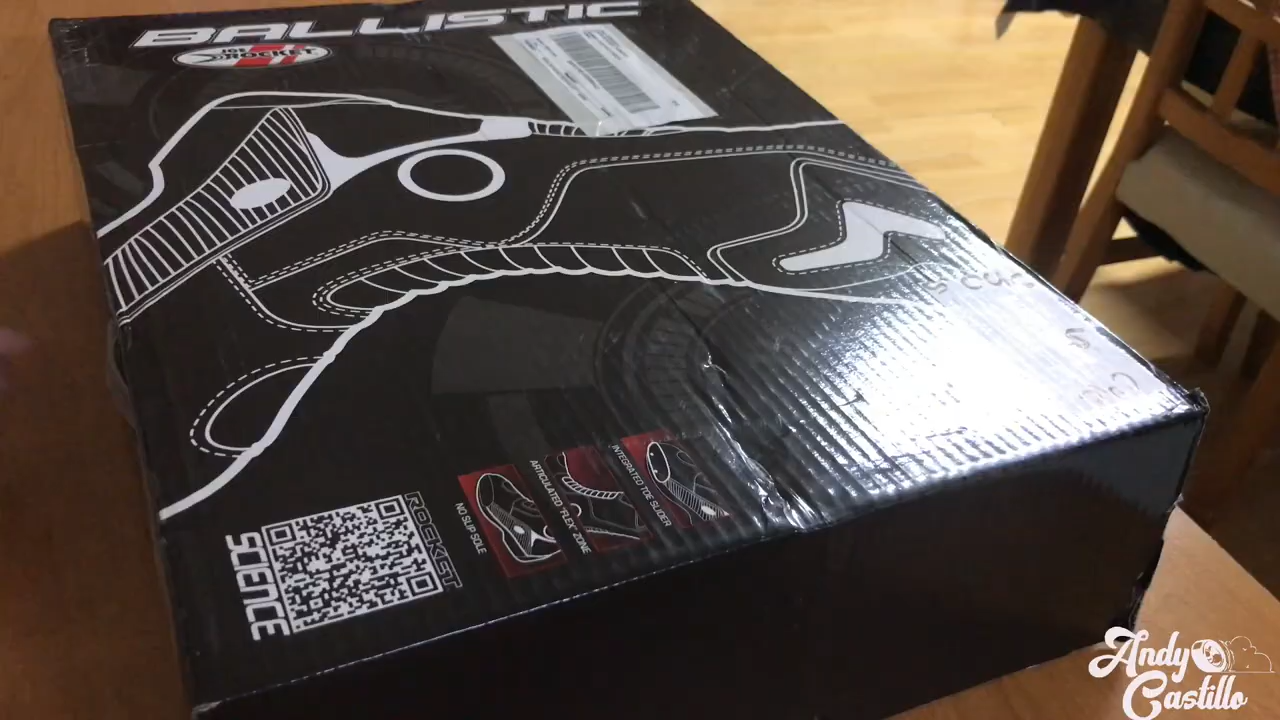 BALLISTIC
JOE
ROCKET
INTEGRATED TOE SLIDER
ARTICULATED "FLEX" ZONE
NO SLIP SOLE
ROCKET
SCIENCE
Andy
Castillo